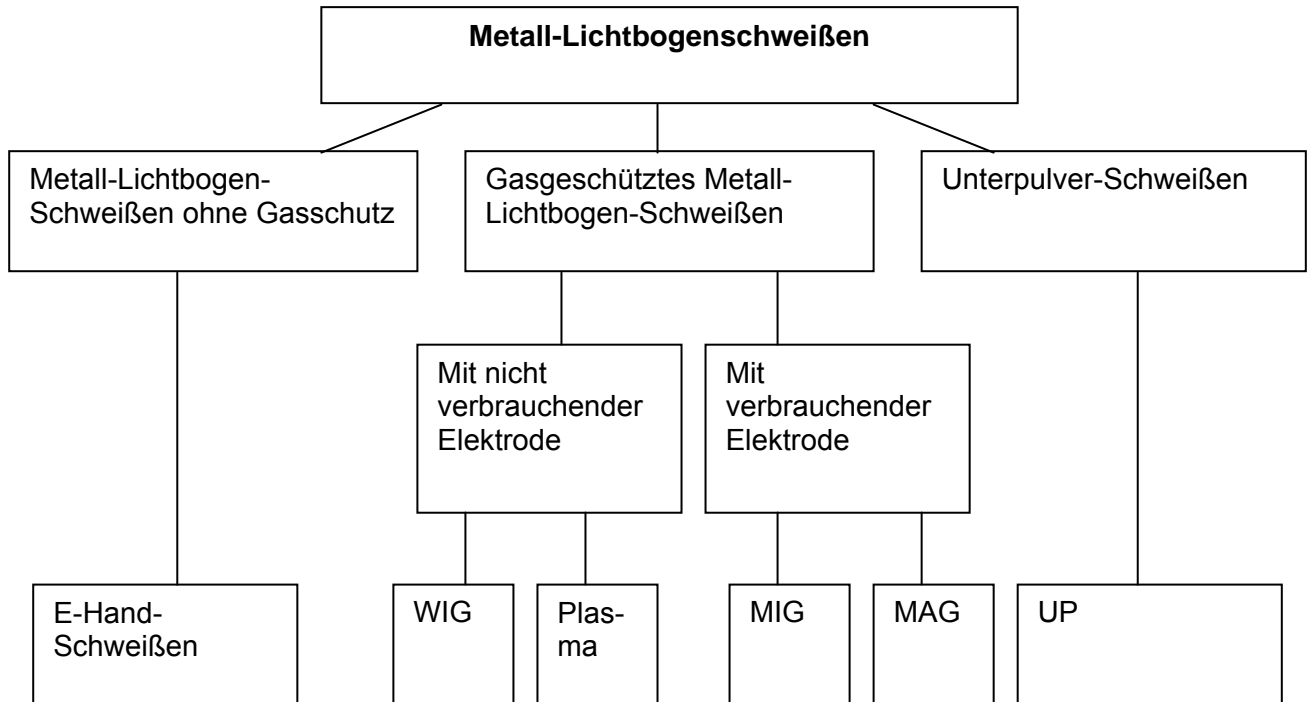 Metall-Lichtbogenschweißen
Metall-Lichtbogen-
Schweißen ohne Gasschutz
Gasgeschütztes Metall-
Lichtbogen-Schweißen
Unterpulver-Schweißen
Mit nicht
verbrauchender
Elektrode
Mit
verbrauchender
Elektrode
E-Hand-
Schweißen
WIG
Plas-
ma
MIG
MAG
UP